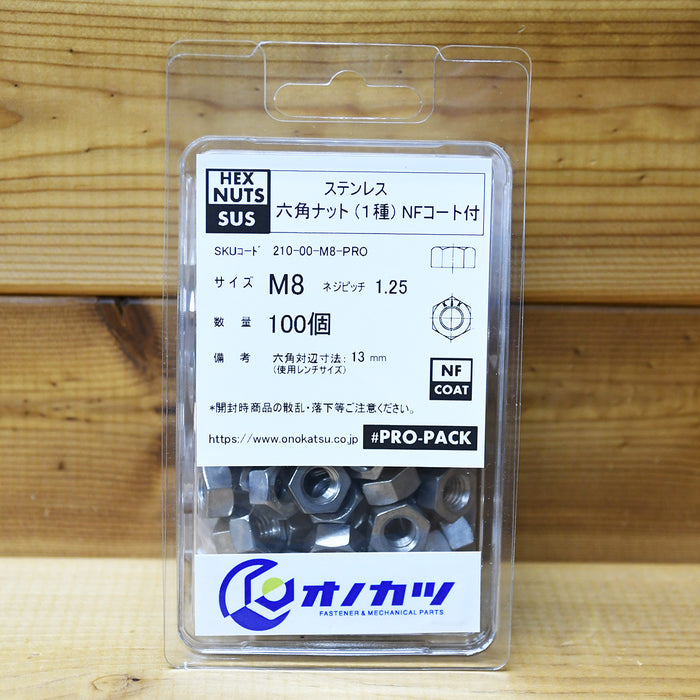 HEX
NUTS
SUS
ステンレス
六角ナット(1種)NFコート付
SKUコード 210-00-M8-PRO
サイズ M8 ネジピッチ 1.25
数量 100個
備考 六角対辺寸法: 13 mm
(使用レンチサイズ)
NF
COAT
*開封時商品の散乱・落下等ご注意ください。
https://www.onokatsu.co.jp #PRO-PACK
オノカツ
FASTENER & MECHANICAL PARTS